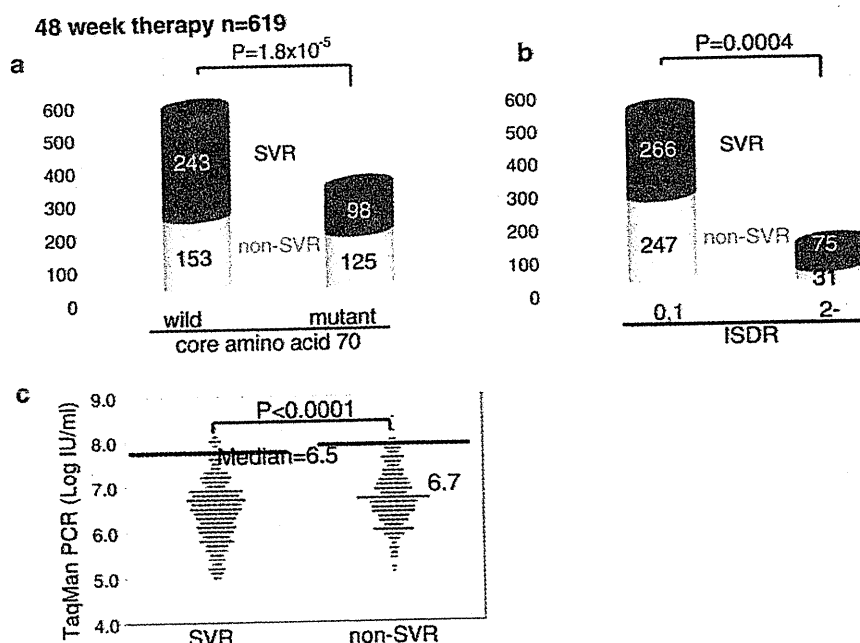 48 week therapy n=619
a
P=1.8x10-5
600
500
400
300
200
100
0
243
SVR
98
153
non-SVR
125
wild
mutant
core amino acid 70
b
P=0.0004
600
500
400
300
200
100
0
266
SVR
75
247
non-SVR
31
0,1
2-
ISDR
c
TaqMan PCR (Log IU/ml)
9.0
8.0
7.0
6.0
5.0
4.0
P<0.0001
Median=6.5
6.7
SVR
non-SVR